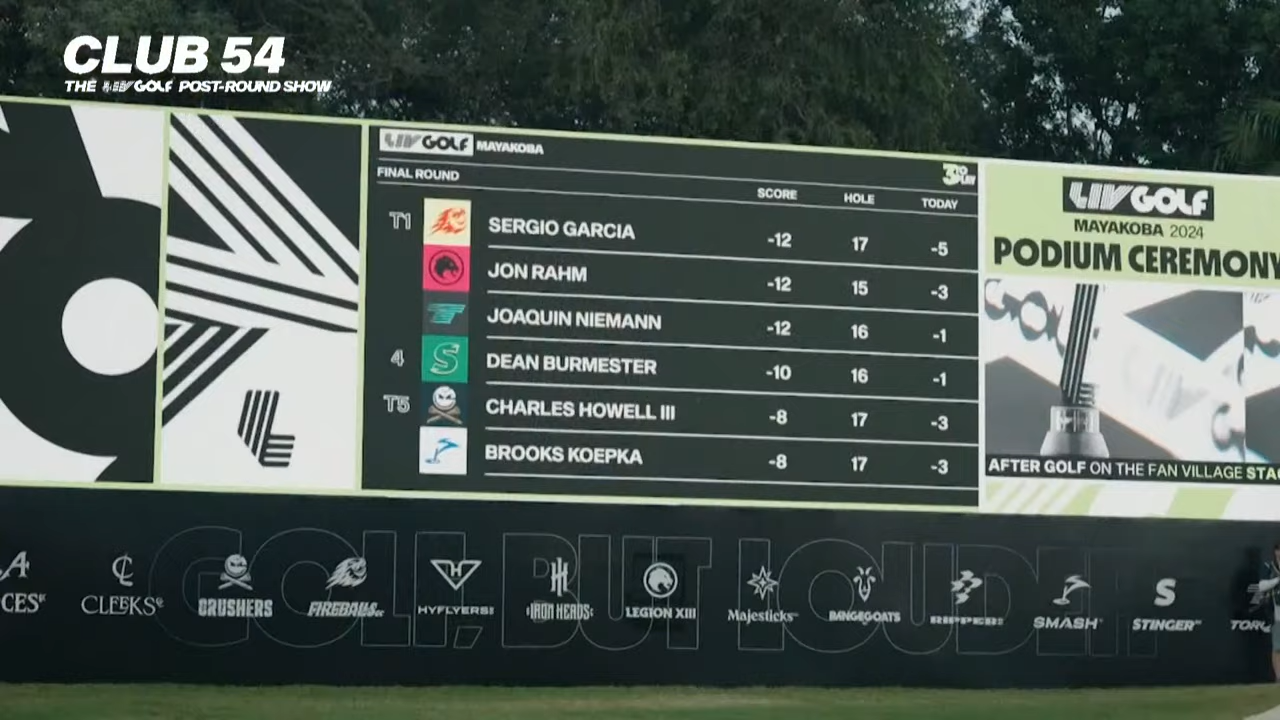 CLUB 54
THE LIV GOLF POST-ROUND SHOW
LIV GOLF MAYAKOBA
FINAL ROUND
SCORE HOLE TODAY
T1 SERGIO GARCIA -12 17 -5
JON RAHM -12 15 -3
JOAQUIN NIEMANN -12 16 -1
4 DEAN BURMESTER -10 16 -1
T5 CHARLES HOWELL III -8 17 -3
BROOKS KOEPKA -8 17 -3
LIV GOLF
MAYAKOBA 2024
PODIUM CEREMONY
AFTER GOLF ON THE FAN VILLAGE STAG
GOLF, BUT LOUDER
CES CLEEKS CRUSHERS FIREBALLS HYFLYERS IRON HEADS LEGION XIII Majesticks RANGEGOATS RIPPER STINGER SMASH TORQ